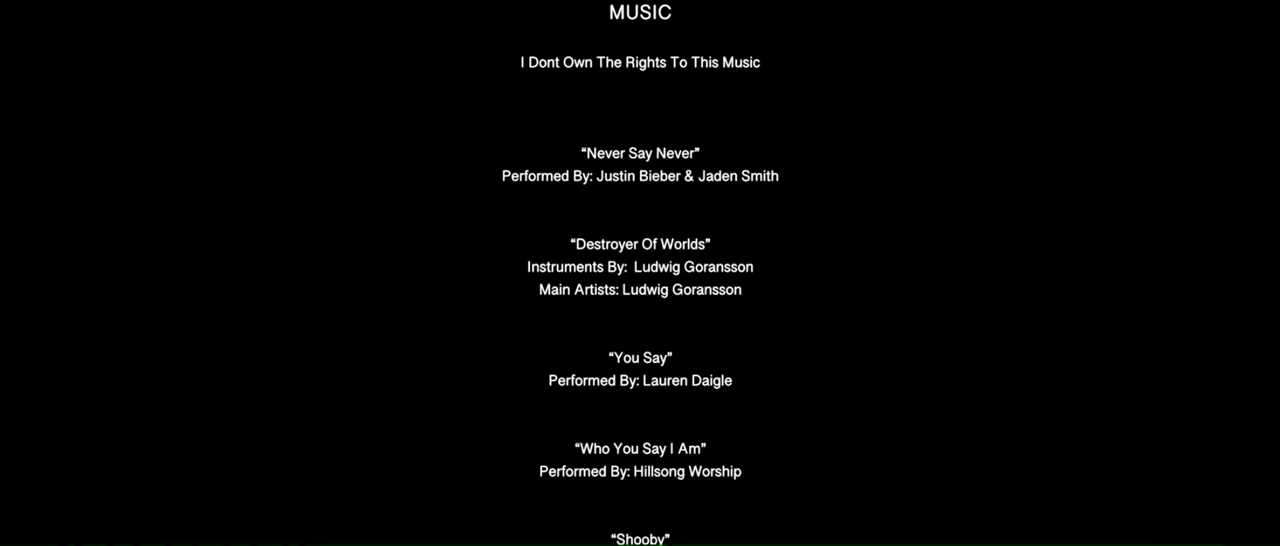 MUSIC
I Dont Own The Rights To This Music
“Never Say Never”
Performed By: Justin Bieber & Jaden Smith
“Destroyer Of Worlds”
Instruments By:  Ludwig Goransson
Main Artists: Ludwig Goransson
“You Say”
Performed By: Lauren Daigle
“Who You Say I Am”
Performed By: Hillsong Worship
“Shooby”